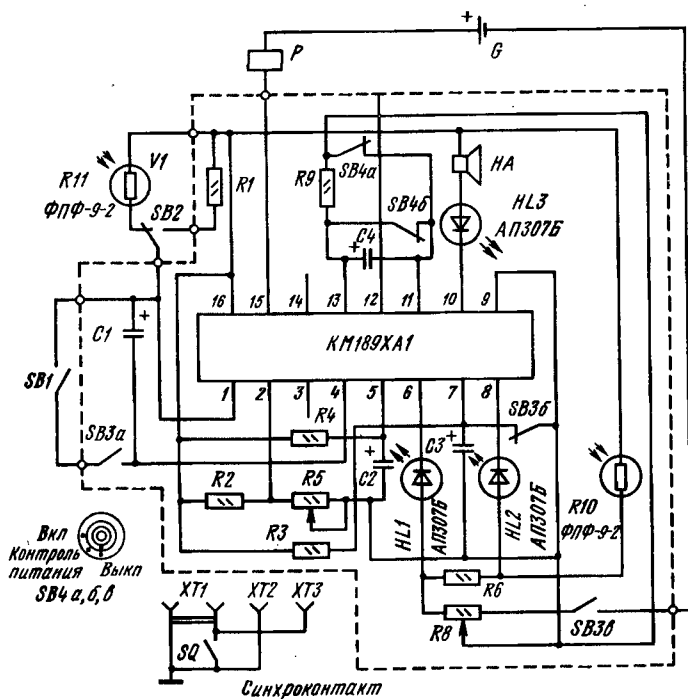 +
P
G
V1
R11
ФПФ-9-2
SB2
R1
R9
SB4а
SB4б
C4
+
HA
HL3
АП307Б
16 15 14 13 12 11 10 9
C1
+
КМ189ХА1
SB1
1 2 3 4 5 6 7 8
SB3а
R4
SB3б
C3
+
+
C2
R2
R5
R3
HL1
АП307Б
HL2
АП307Б
R10
ФПФ-9-2
Вкл
Контроль
питания
Выкл
SB4 а,б,в
XT1 XT2 XT3
SQ
R6
R8
SB3в
Синхроконтакт